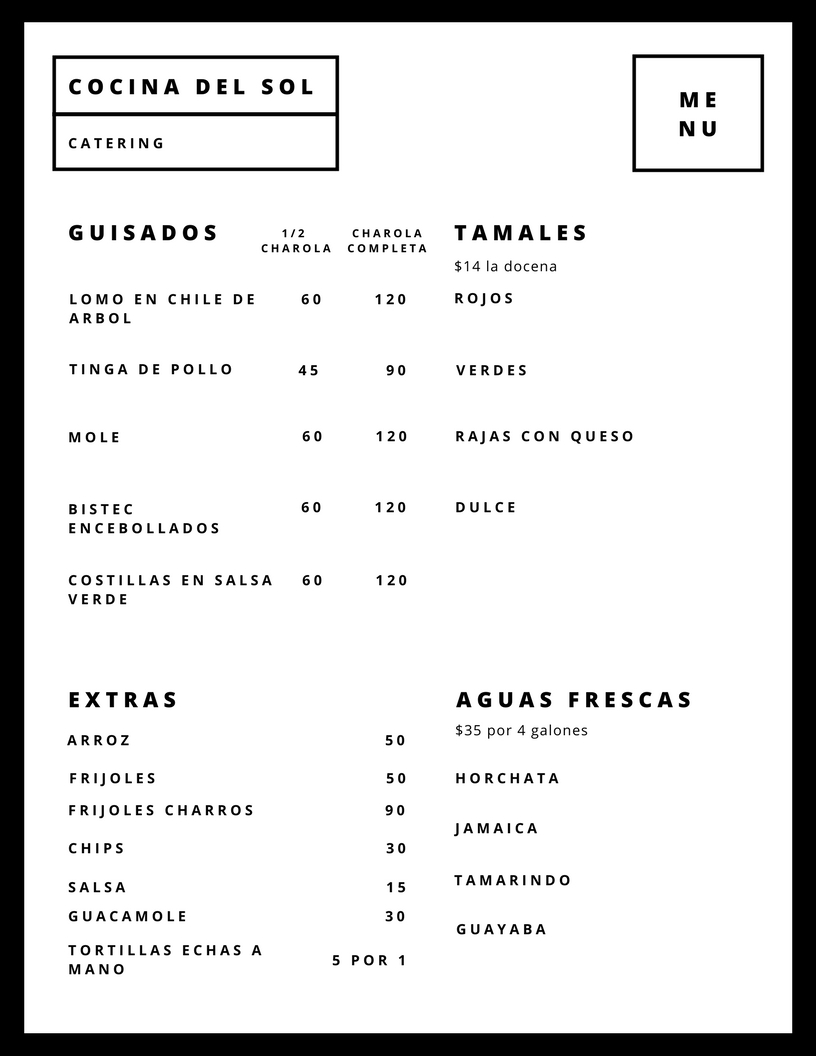 COCINA DEL SOL
CATERING
ME
NU
GUISADOS
1/2
CHAROLA
CHAROLA
COMPLETA
LOMO EN CHILE DE 60 120
ARBOL
TINGA DE POLLO 45 90
MOLE 60 120
BISTEC 60 120
ENCEBOLLADOS
COSTILLAS EN SALSA 60 120
VERDE
TAMALES
$14 la docena
ROJOS
VERDES
RAJAS CON QUESO
DULCE
EXTRAS
ARROZ 50
FRIJOLES 50
FRIJOLES CHARROS 90
CHIPS 30
SALSA 15
GUACAMOLE 30
TORTILLAS ECHAS A
MANO
5 POR 1
AGUAS FRESCAS
$35 por 4 galones
HORCHATA
JAMAICA
TAMARINDO
GUAYABA